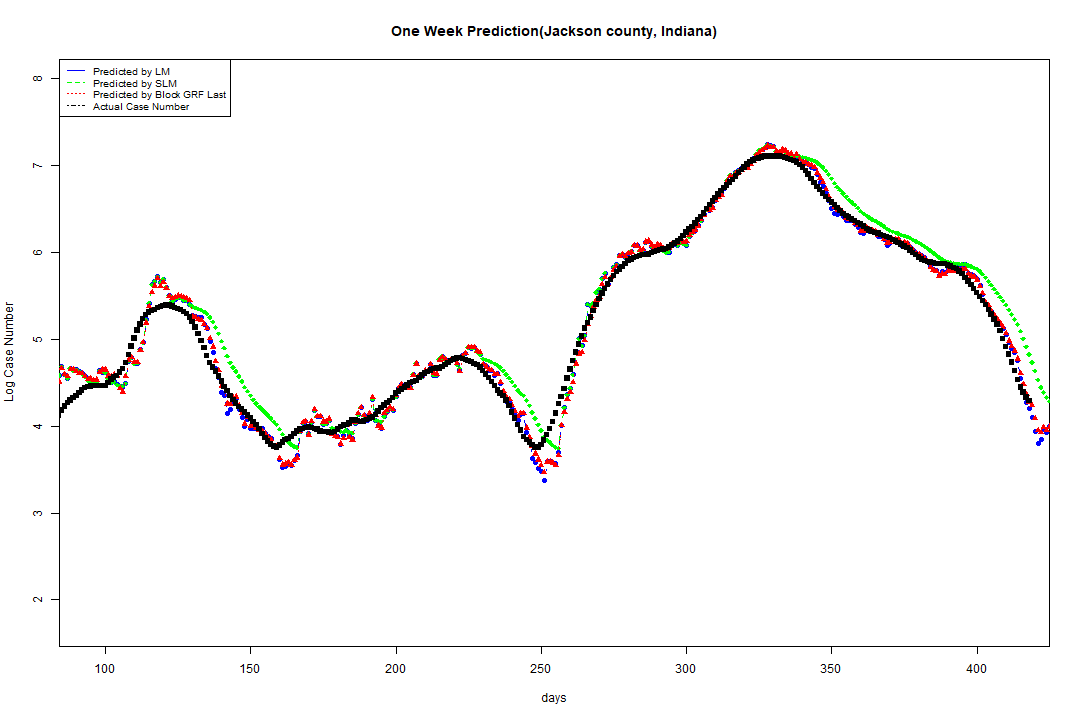 One Week Prediction(Jackson county, Indiana)
Predicted by LM
Predicted by SLM
Predicted by Block GRF Last
Actual Case Number
8
7
6
5
4
3
2
Log Case Number
100 150 200 250 300 350 400
days